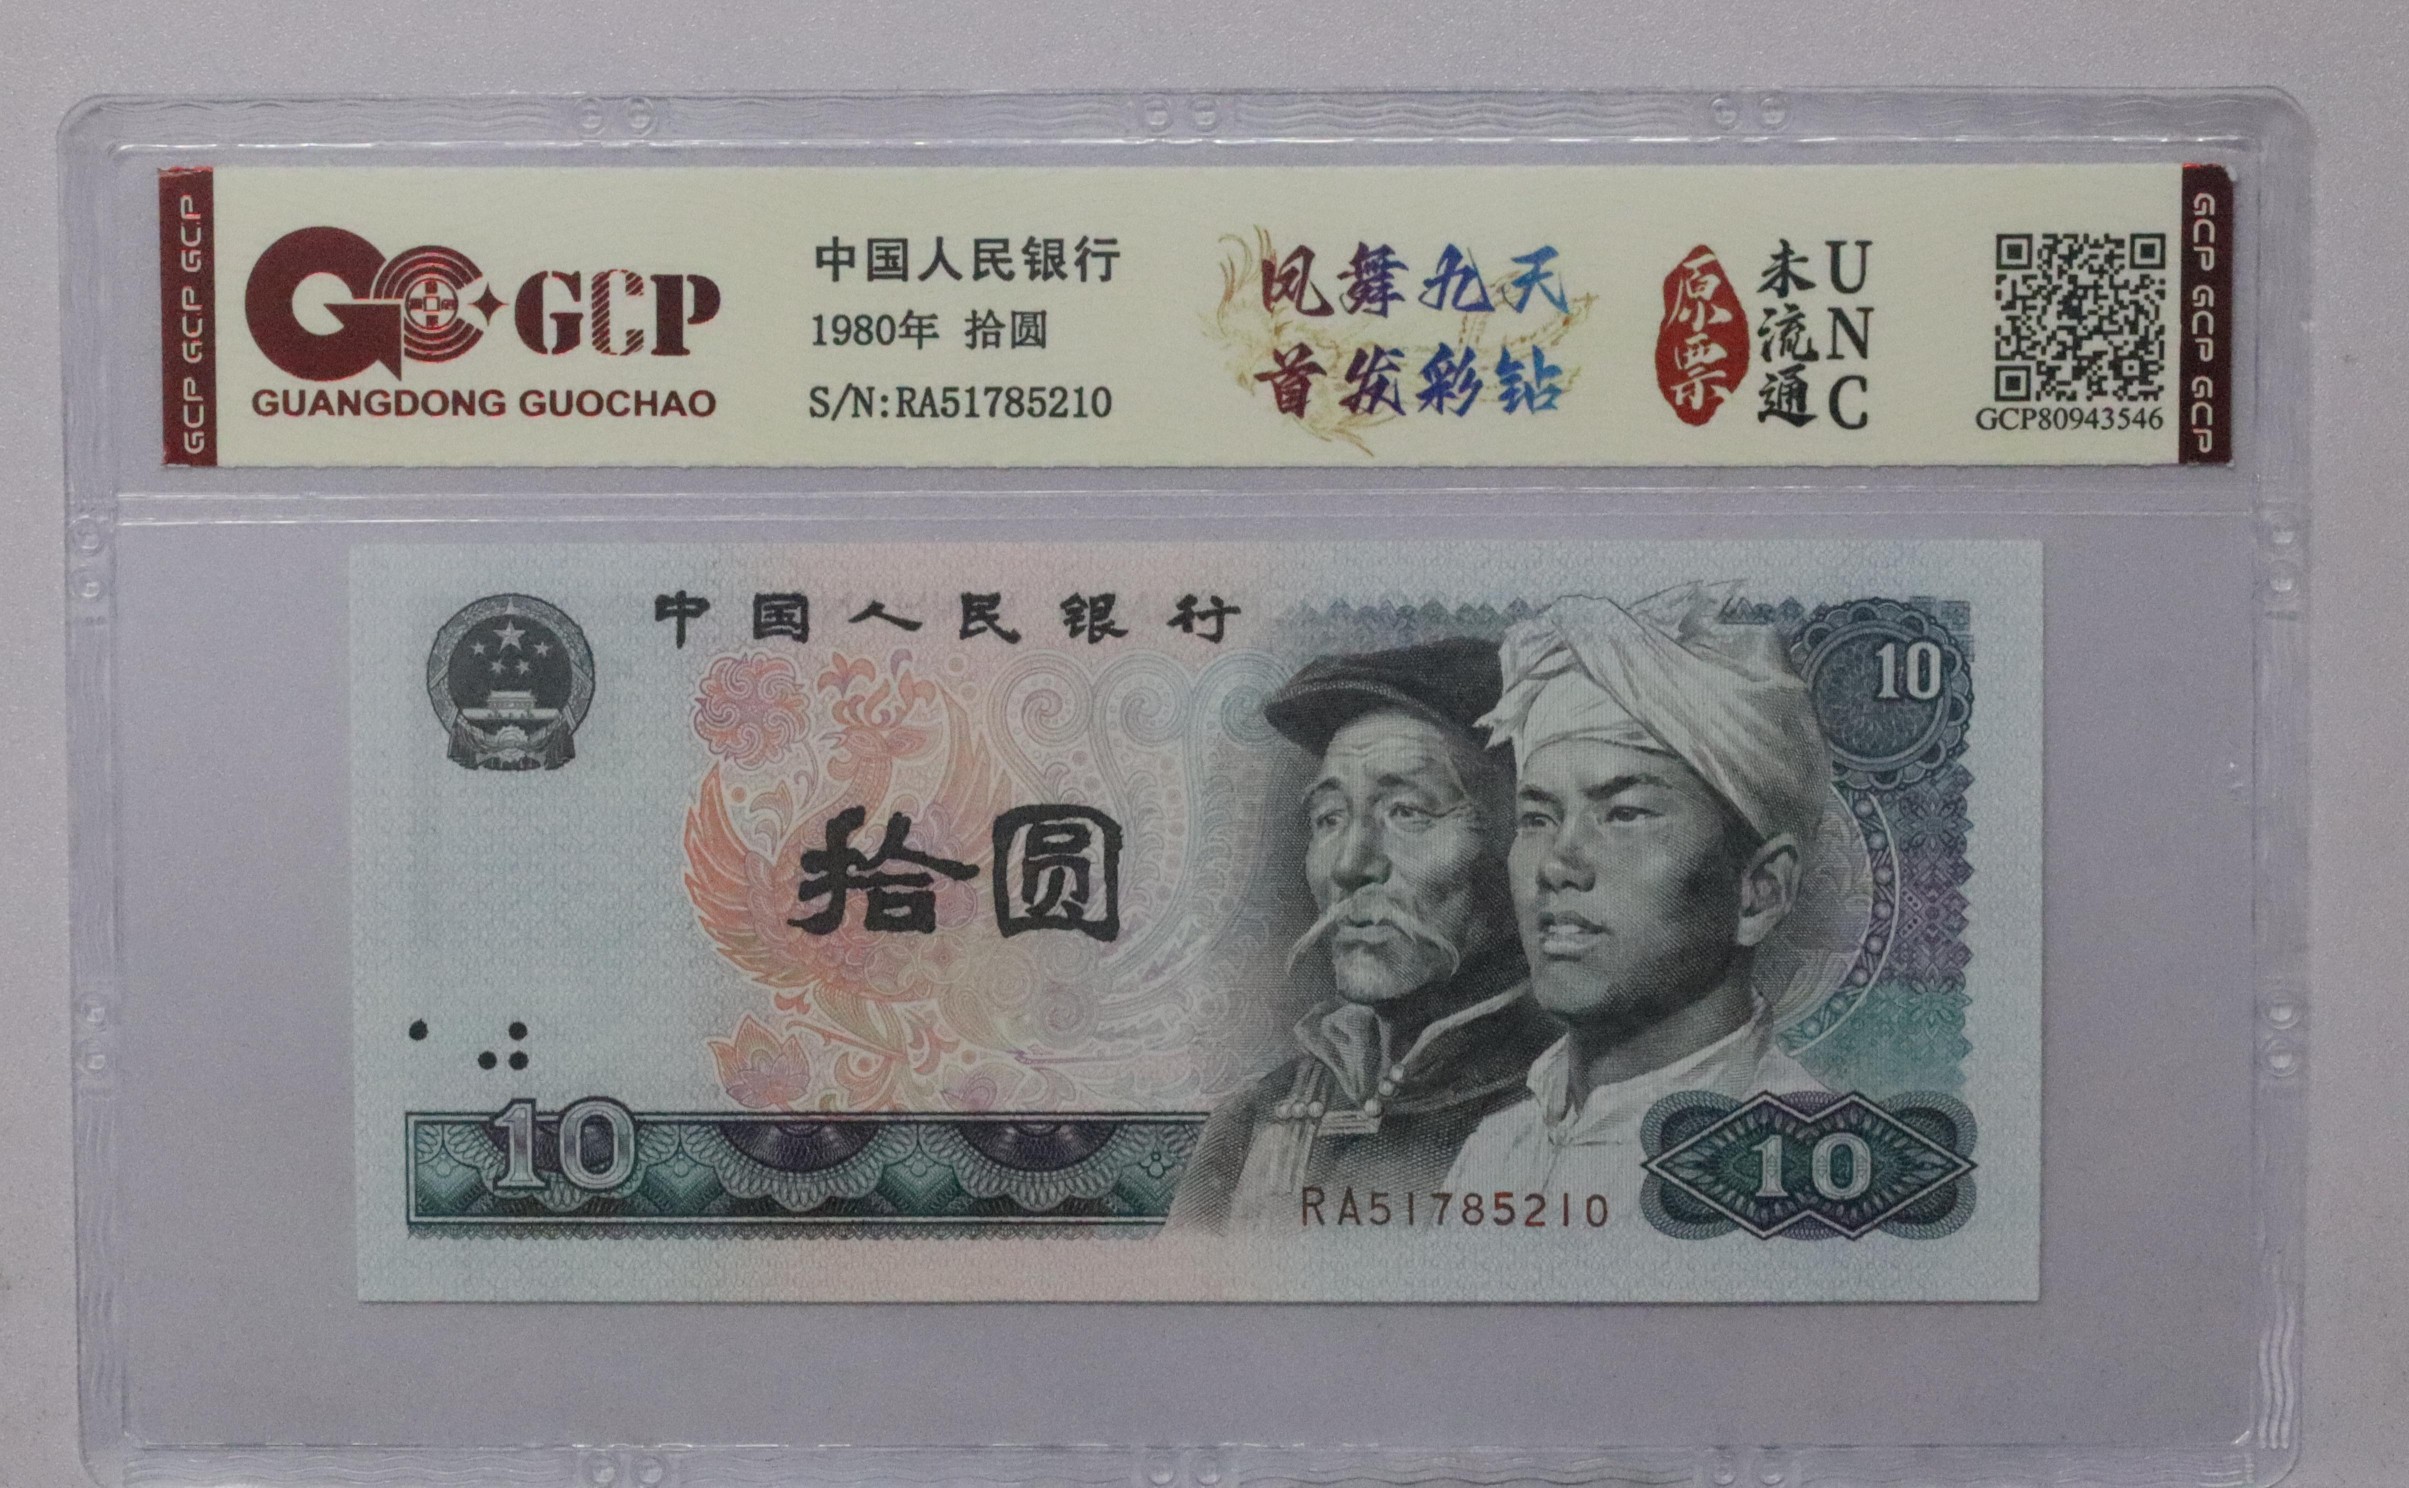 GCP GCP GCP
GCP
GUANGDONG GUOCHAO
中国人民银行
1980年 拾圆
S/N:RA51785210
凤舞九天
首发彩钻
原票
未流通
UNC
GCP80943546
GCP GCP GCP
中国人民银行
10
拾圆
10
RA51785210
10